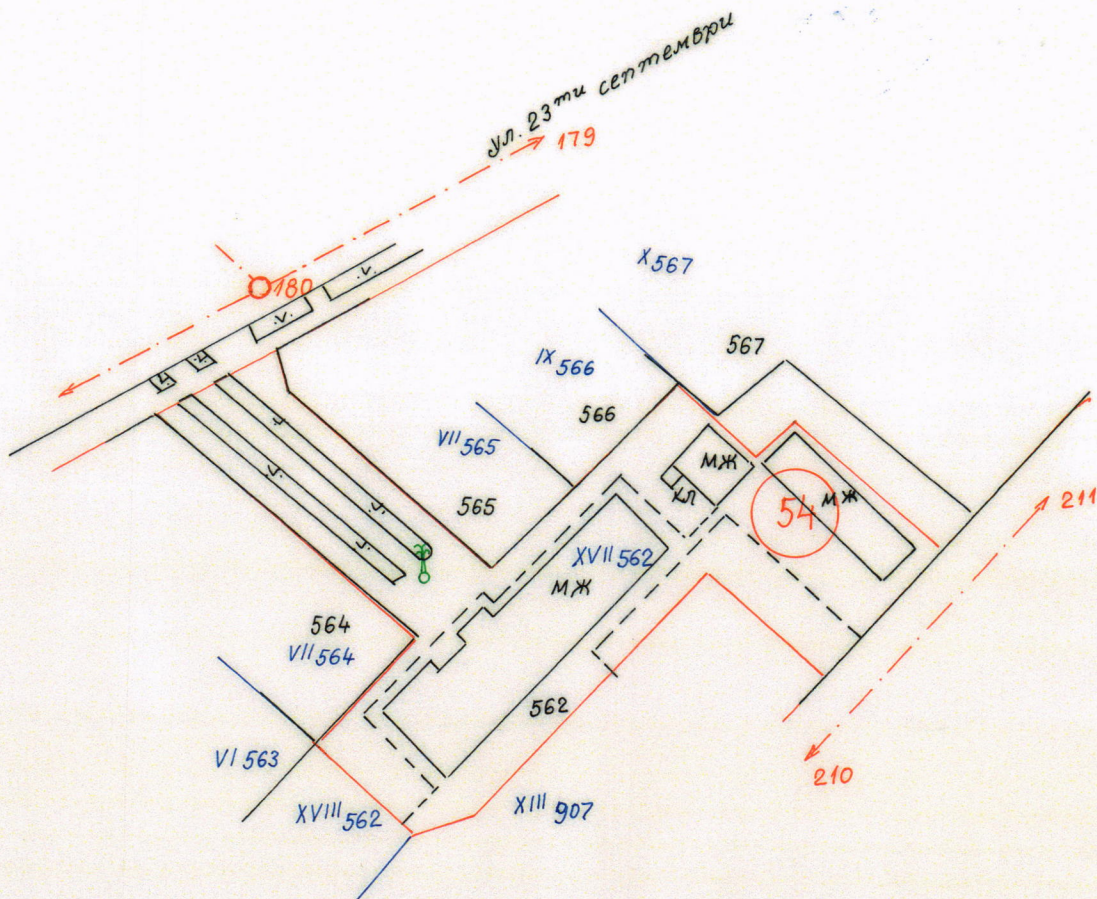 ул. 23ти септември
179
180
.V.
.V.
X 567
567
IX 566
566
VII 565
565
МЖ
КЛ
54
МЖ
211
XVII 562
МЖ
564
VII 564
562
VI 563
XVIII 562
XIII 907
210